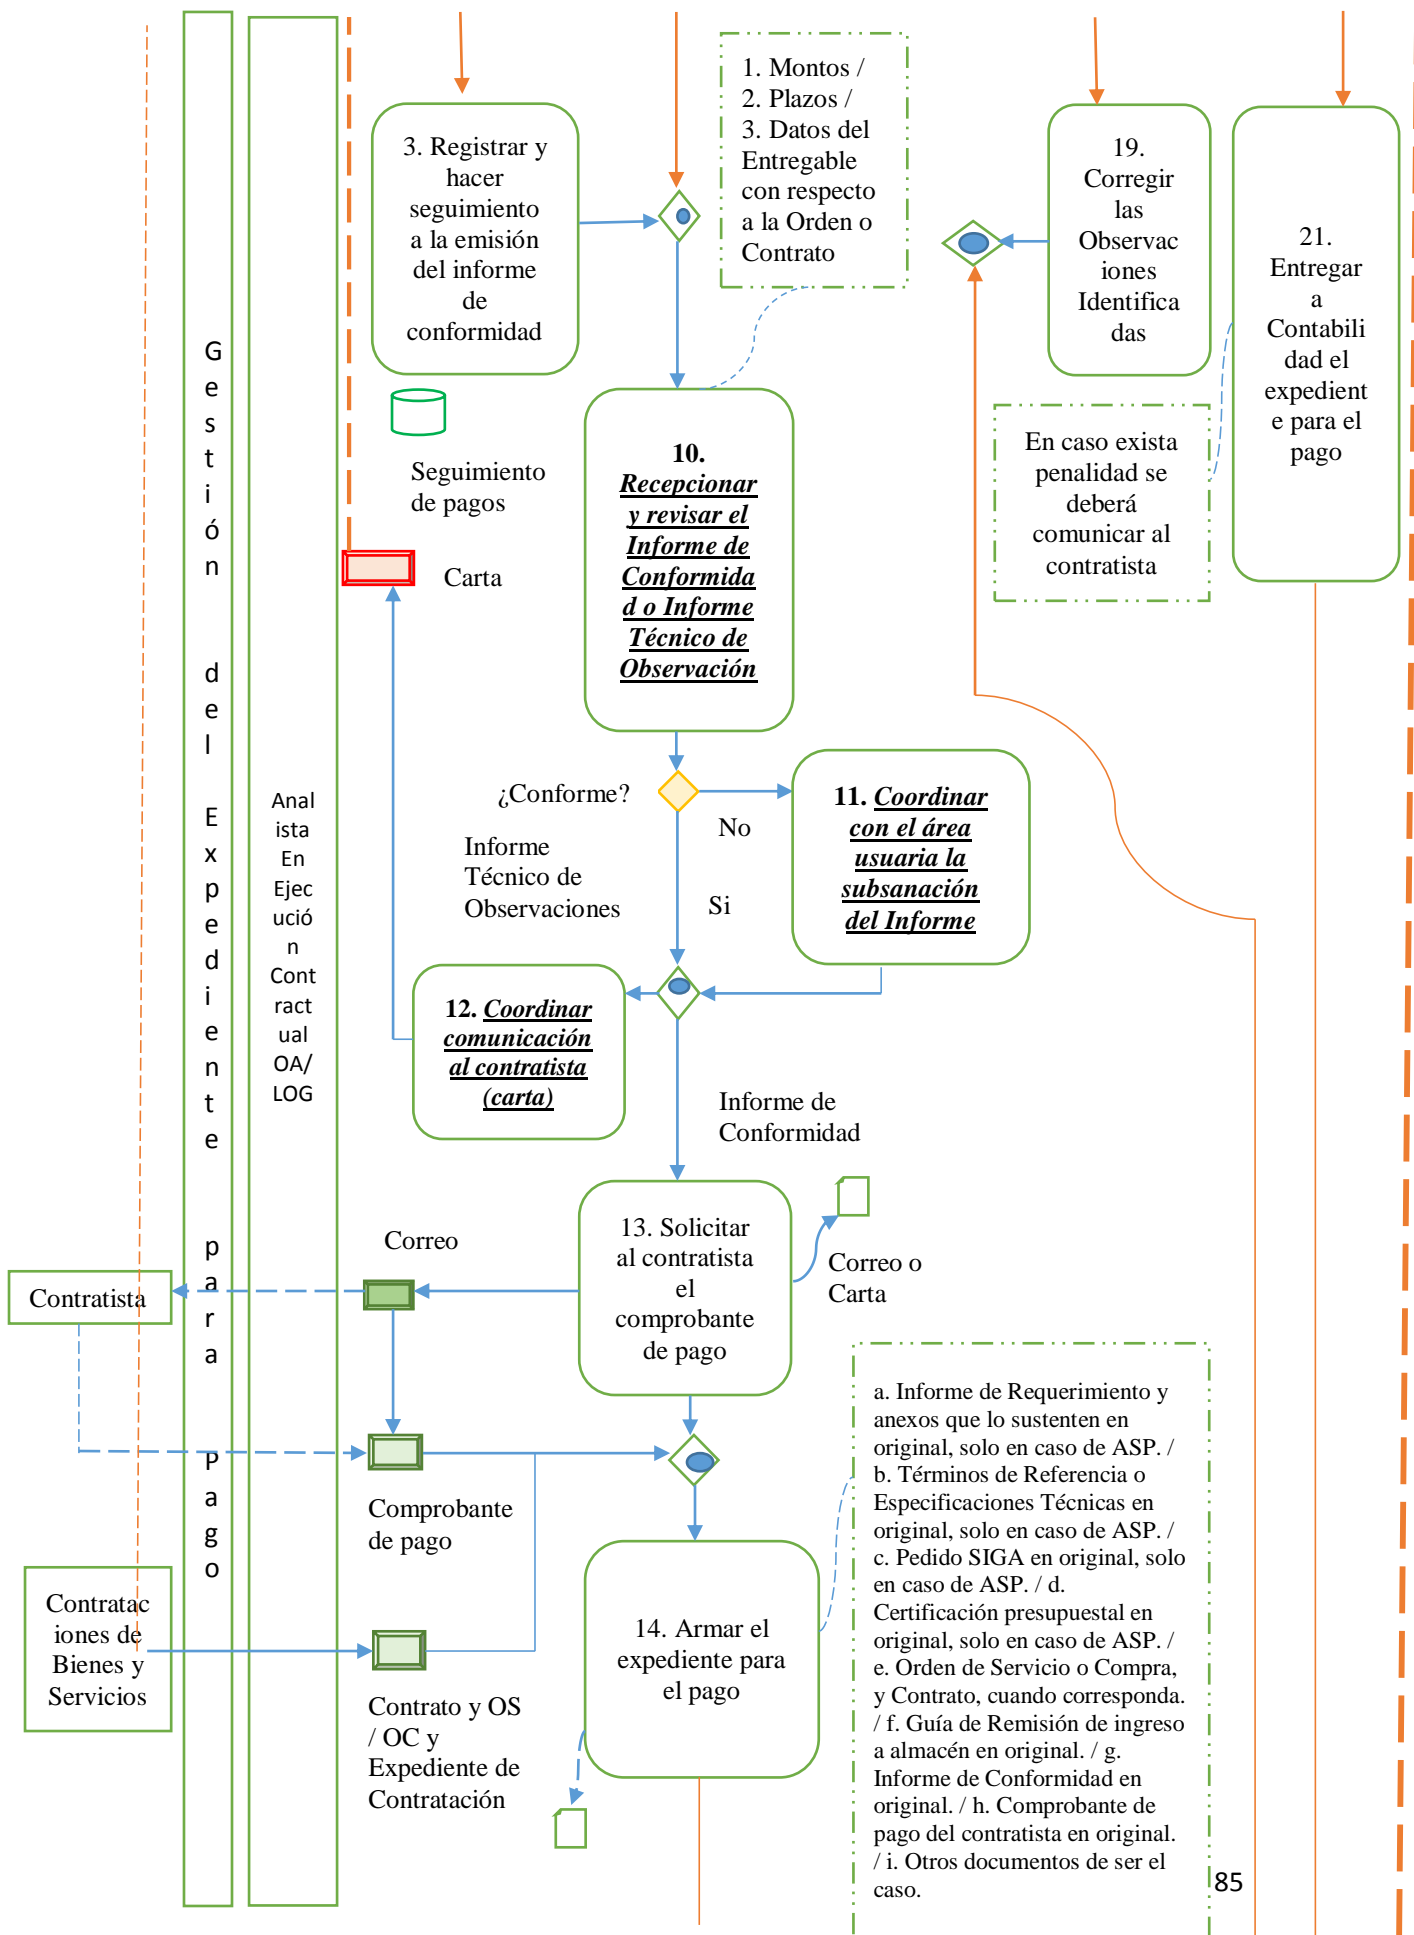 1. Montos /
2. Plazos /
3. Datos del
Entregable
con respecto
a la Orden o
Contrato
3. Registrar y
hacer
seguimiento
a la emisión
del informe
de
conformidad
19.
Corregir
las
Observac
iones
Identifica
das
21.
Entregar
a
Contabili
dad el
expedient
e para el
pago
Gestión del Expediente para Pago
Seguimiento
de pagos
10.
Recepcionar
y revisar el
Informe de
Conformida
d o Informe
Técnico de
Observación
En caso exista
penalidad se
deberá
comunicar al
contratista
Carta
Anal
ista
En
Ejec
ució
n
Cont
ract
ual
OA/
LOG
¿Conforme?
No
Si
11. Coordinar
con el área
usuaria la
subsanación
del Informe
Informe
Técnico de
Observaciones
12. Coordinar
comunicación
al contratista
(carta)
Informe de
Conformidad
13. Solicitar
al contratista
el
comprobante
de pago
Correo
Correo o
Carta
Contratista
Comprobante
de pago
a. Informe de Requerimiento y
anexos que lo sustenten en
original, solo en caso de ASP. /
b. Términos de Referencia o
Especificaciones Técnicas en
original, solo en caso de ASP. /
c. Pedido SIGA en original, solo
en caso de ASP. / d.
Certificación presupuestal en
original, solo en caso de ASP. /
e. Orden de Servicio o Compra,
y Contrato, cuando corresponda.
/ f. Guía de Remisión de ingreso
a almacén en original. / g.
Informe de Conformidad en
original. / h. Comprobante de
pago del contratista en original.
/ i. Otros documentos de ser el
caso.
Contratac
iones de
Bienes y
Servicios
14. Armar el
expediente para
el pago
Contrato y OS
/ OC y
Expediente de
Contratación
85